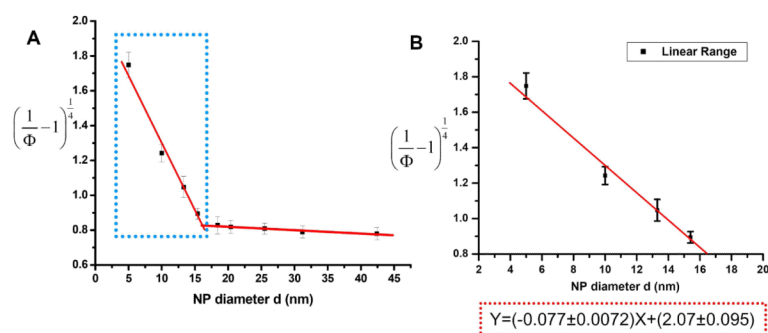 A
2.0
1.8
1.6
1.4
1.2
1.0
0.8
0.6
(1/Φ −1)^1/4
0 5 10 15 20 25 30 35 40 45
NP diameter d (nm)
B
Linear Range
2.0
1.8
1.6
1.4
1.2
1.0
0.8
(1/Φ −1)^1/4
2 4 6 8 10 12 14 16 18 20
NP diameter d (nm)
Y=(-0.077±0.0072)X+(2.07±0.095)